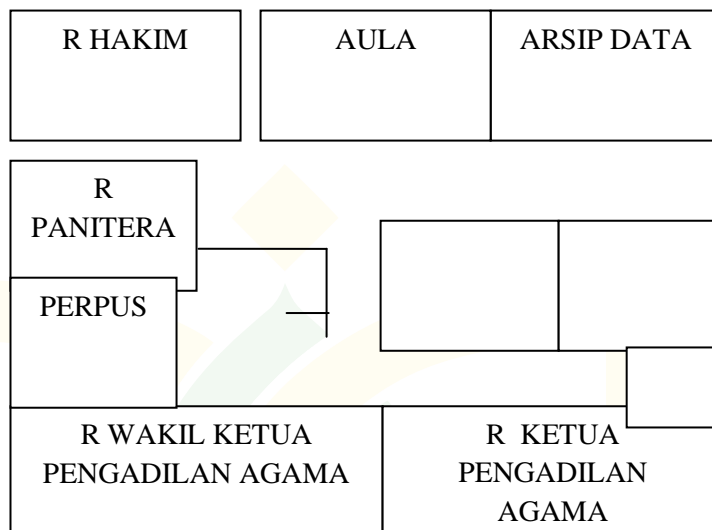 R HAKIM
AULA
ARSIP DATA
R
PANITERA
PERPUS
R WAKIL KETUA
PENGADILAN AGAMA
R KETUA
PENGADILAN
AGAMA